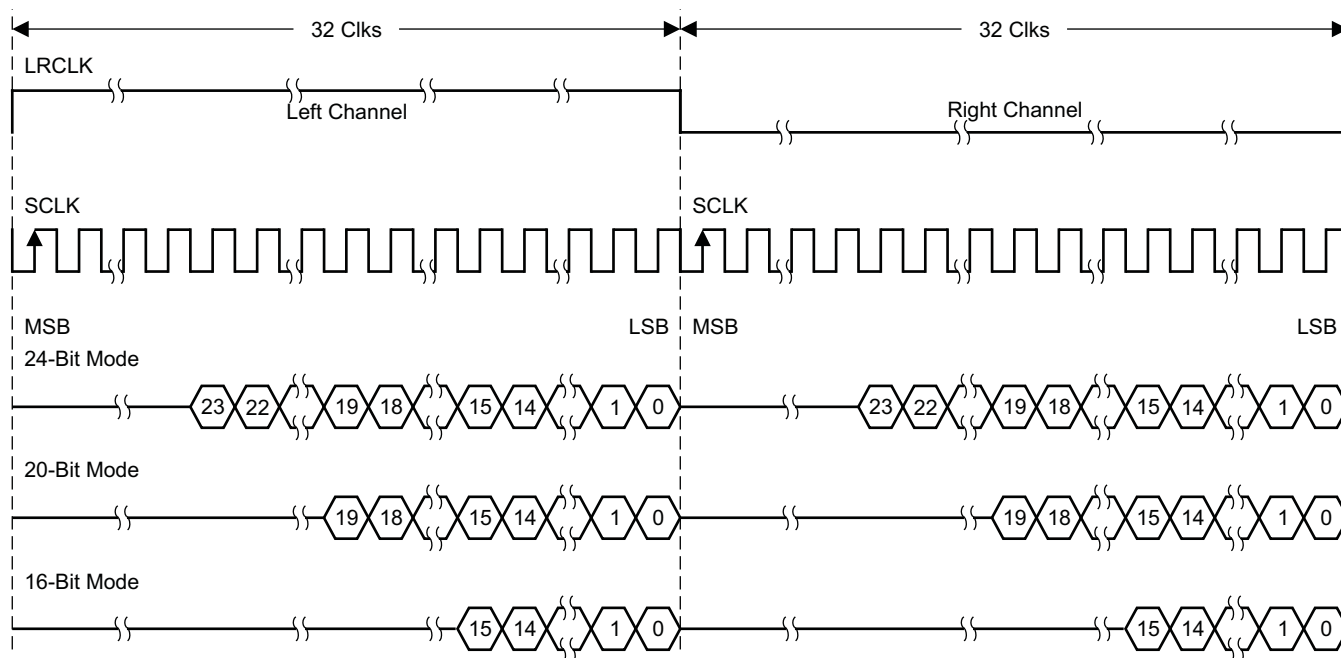 32 Clks 32 Clks
LRCLK
Left Channel Right Channel
SCLK SCLK
MSB LSB MSB LSB
24-Bit Mode
23 22 19 18 15 14 1 0 23 22 19 18 15 14 1 0
20-Bit Mode
19 18 15 14 1 0 19 18 15 14 1 0
16-Bit Mode
15 14 1 0 15 14 1 0